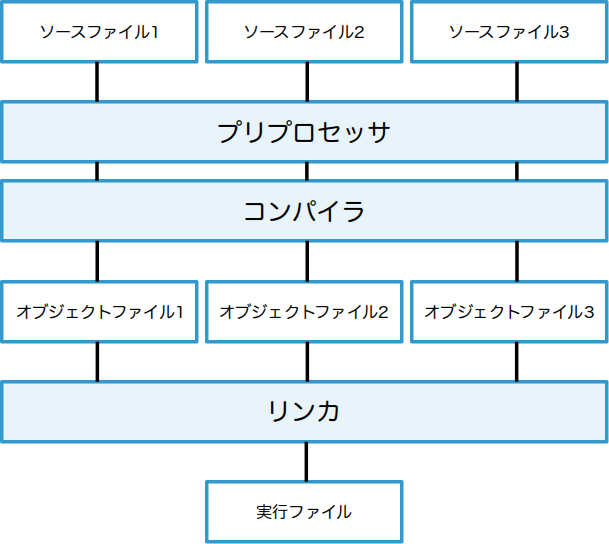 ソースファイル1
ソースファイル2
ソースファイル3
プリプロセッサ
コンパイラ
オブジェクトファイル1
オブジェクトファイル2
オブジェクトファイル3
リンカ
実行ファイル